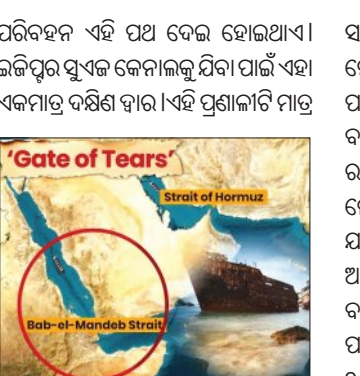 ପରିବହନ ଏହି ପଥ ଦେଇ ହୋଇଥାଏ।
ଇଜିପ୍ଟର ସୁଏଜ କେନାଲକୁ ଯିବା ପାଇଁ ଏହା
ଏକମାତ୍ର ଦକ୍ଷିଣ ଦ୍ୱାର ।ଏହି ପ୍ରଣାଳୀଟି ମାତ୍ର
'Gate of Tears'
Strait of Hormuz
Bab-el-Mandeb Strait